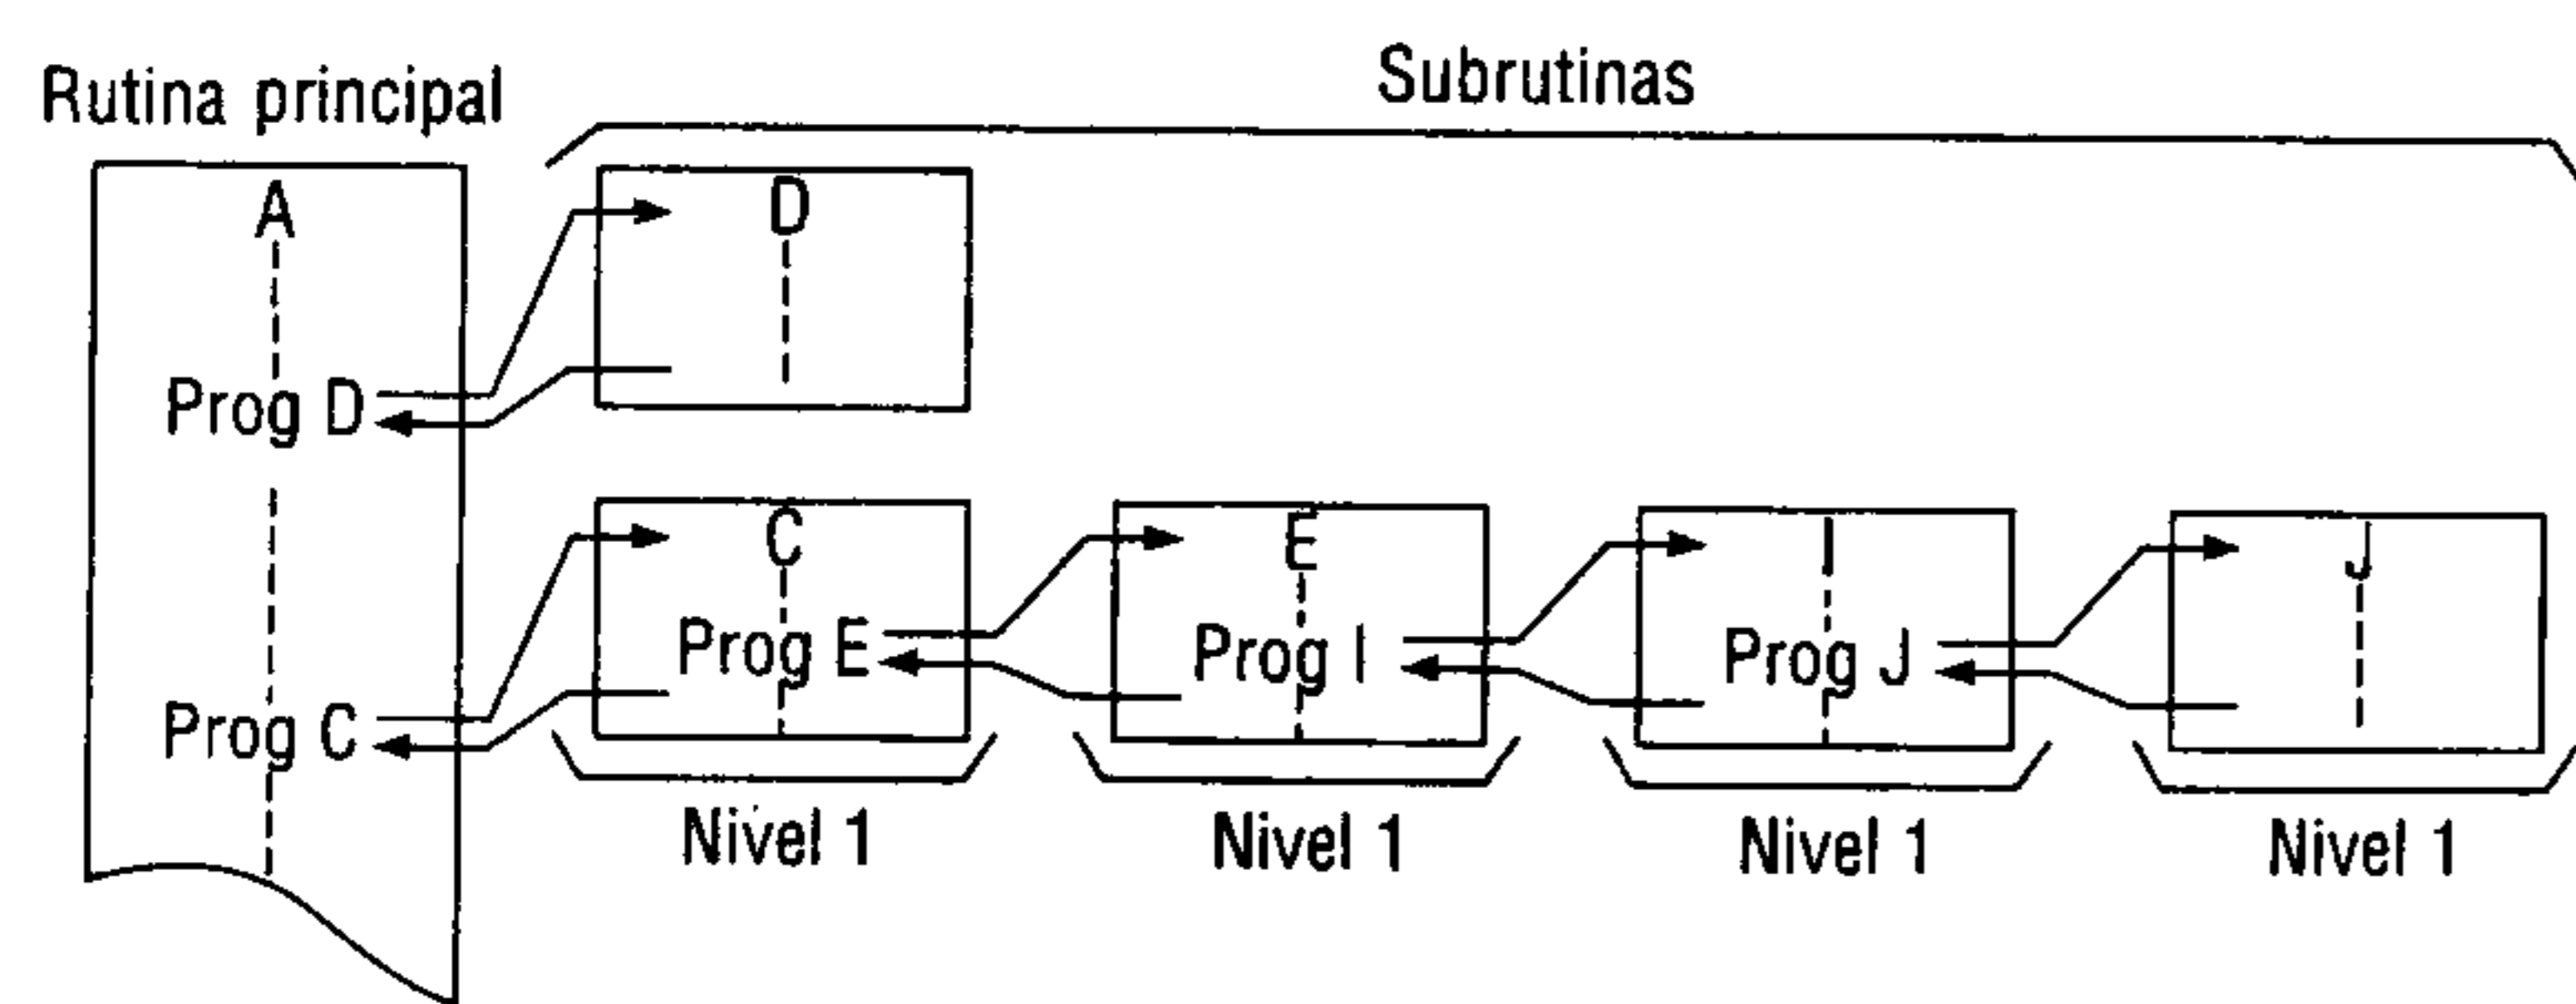 Rutina principal
Subrutinas
A
Prog D
Prog C
D
C
Prog E
Nivel 1
E
Prog I
Nivel 1
I
Prog J
Nivel 1
J
Nivel 1